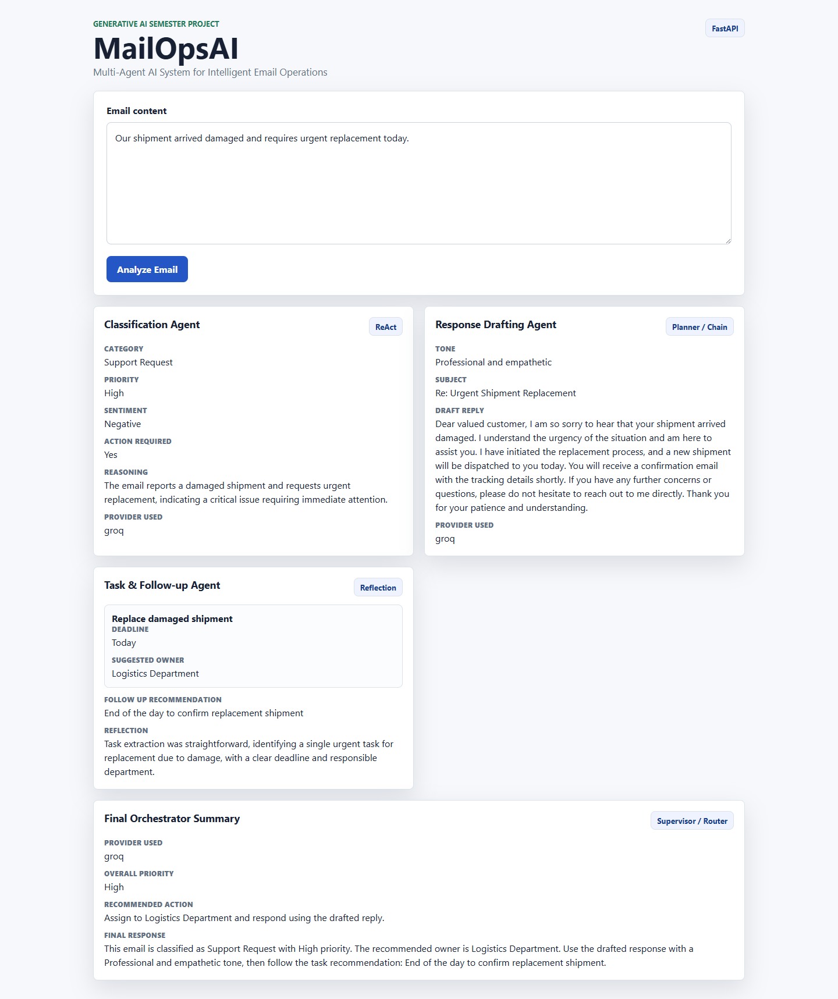 GENERATIVE AI SEMESTER PROJECT
MailOpsAI
Multi-Agent AI System for Intelligent Email Operations
FastAPI
Email content
Our shipment arrived damaged and requires urgent replacement today.
Analyze Email
Classification Agent
ReAct
CATEGORY
Support Request
PRIORITY
High
SENTIMENT
Negative
ACTION REQUIRED
Yes
REASONING
The email reports a damaged shipment and requests urgent
replacement, indicating a critical issue requiring immediate attention.
PROVIDER USED
groq
Response Drafting Agent
Planner / Chain
TONE
Professional and empathetic
SUBJECT
Re: Urgent Shipment Replacement
DRAFT REPLY
Dear valued customer, I am so sorry to hear that your shipment arrived
damaged. I understand the urgency of the situation and am here to
assist you. I have initiated the replacement process, and a new shipment
will be dispatched to you today. You will receive a confirmation email
with the tracking details shortly. If you have any further concerns or
questions, please do not hesitate to reach out to me directly. Thank you
for your patience and understanding.
PROVIDER USED
groq
Task & Follow-up Agent
Reflection
Replace damaged shipment
DEADLINE
Today
SUGGESTED OWNER
Logistics Department
FOLLOW UP RECOMMENDATION
End of the day to confirm replacement shipment
REFLECTION
Task extraction was straightforward, identifying a single urgent task for
replacement due to damage, with a clear deadline and responsible
department.
Final Orchestrator Summary
Supervisor / Router
PROVIDER USED
groq
OVERALL PRIORITY
High
RECOMMENDED ACTION
Assign to Logistics Department and respond using the drafted reply.
FINAL RESPONSE
This email is classified as Support Request with High priority. The recommended owner is Logistics Department. Use the drafted response with a
Professional and empathetic tone, then follow the task recommendation: End of the day to confirm replacement shipment.